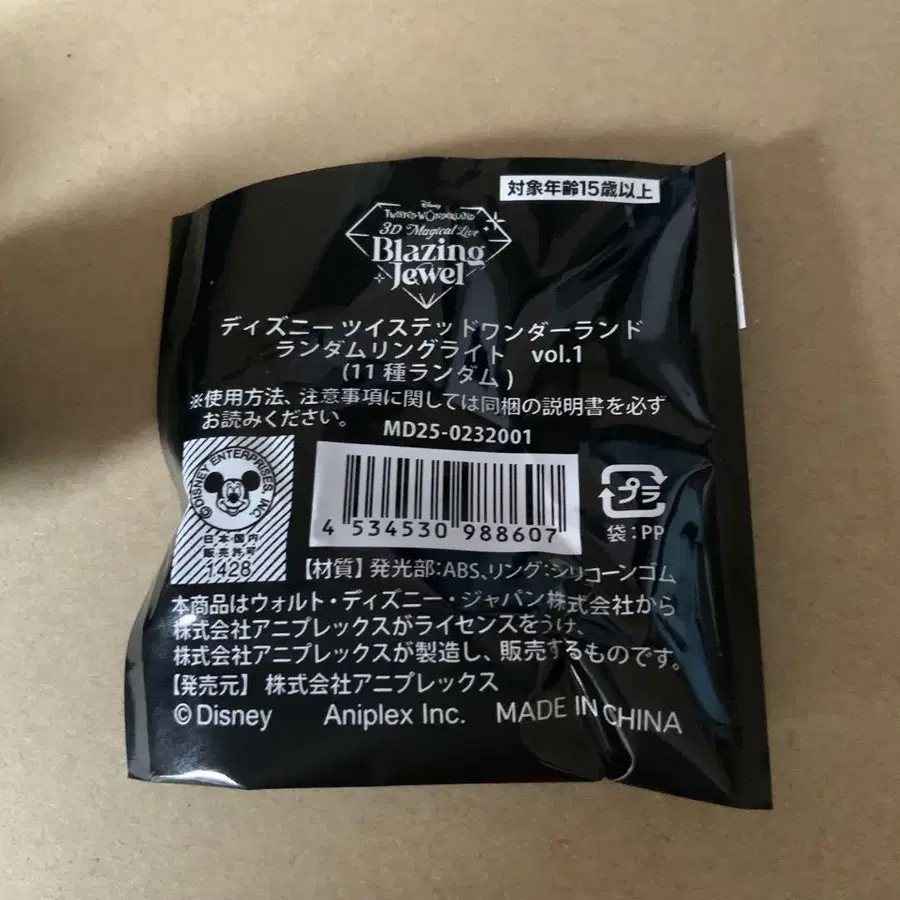 対象年齢15歳以上
Disney
TWISTED-WONDERLAND
3D Magical Live
Blazing
Jewel
ディズニー ツイステッドワンダーランド
ランダムリングライト vol.1
(11 種ランダム)
※使用方法、注意事項に関しては同梱の説明書を必ず
お読みください。
MD25-0232001
©DISNEY ENTERPRISES, INC.
日本国内
販売許可
1428
4 534530 988607
プラ
袋:PP
【材質】発光部:ABS、リング:シリコーンゴム
本商品はウォルト・ディズニー・ジャパン株式会社から
株式会社アニプレックスがライセンスをうけ、
株式会社アニプレックスが製造し、販売するものです。
【発売元】株式会社アニプレックス
©Disney Aniplex Inc. MADE IN CHINA